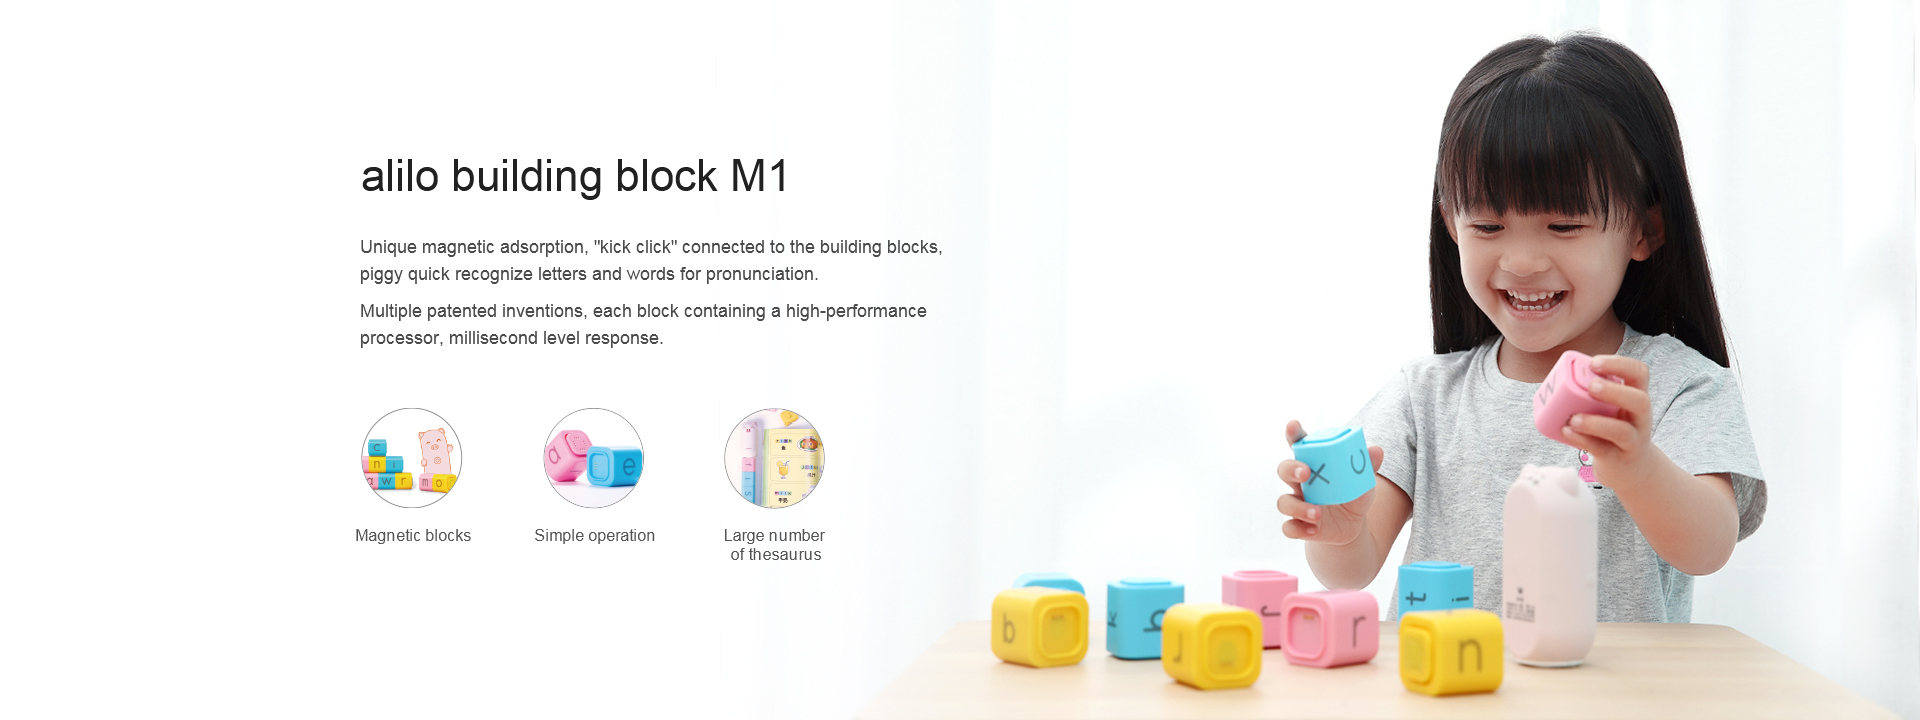 alilo building block M1
Unique magnetic adsorption, "kick click" connected to the building blocks,
piggy quick recognize letters and words for pronunciation.
Multiple patented inventions, each block containing a high-performance
processor, millisecond level response.
c
n i
a w r m o
a e
牛奶
Magnetic blocks
Simple operation
Large number
of thesaurus
x c
b
k
r
t i
n